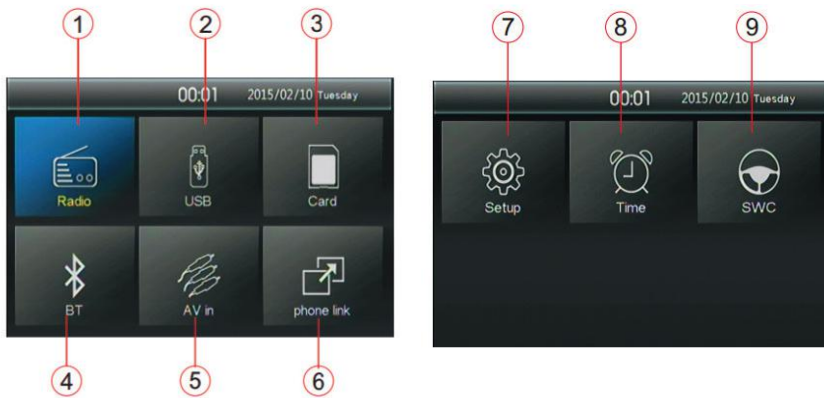 1 2 3
00:01 2015/02/10 Tuesday
Radio USB Card
BT AV in phone link
4 5 6
7 8 9
00:01 2015/02/10 Tuesday
Setup Time SWC